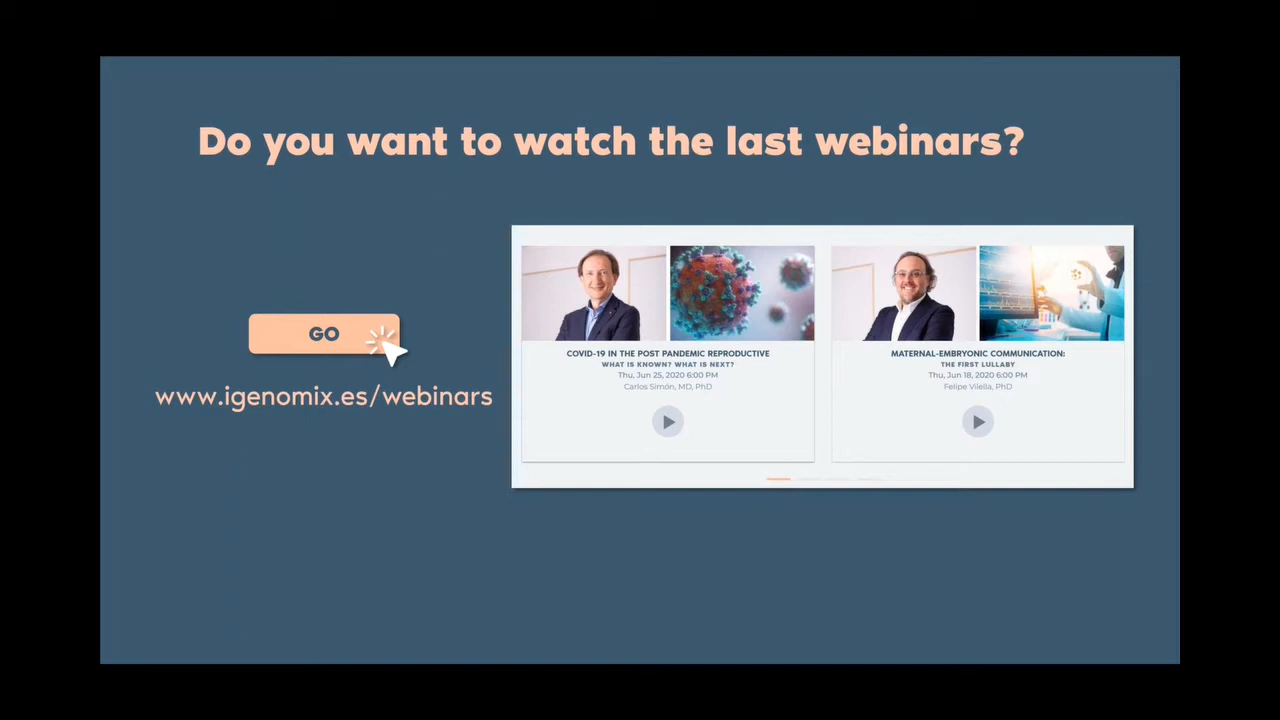 Do you want to watch the last webinars?
GO
www.igenomix.es/webinars
COVID-19 IN THE POST PANDEMIC REPRODUCTIVE
WHAT IS KNOWN? WHAT IS NEXT?
Thu, Jun 25, 2020 6:00 PM
Carlos Simón, MD, PhD
MATERNAL-EMBRYONIC COMMUNICATION:
THE FIRST LULLABY
Thu, Jun 18, 2020 6:00 PM
Felipe Vilella, PhD